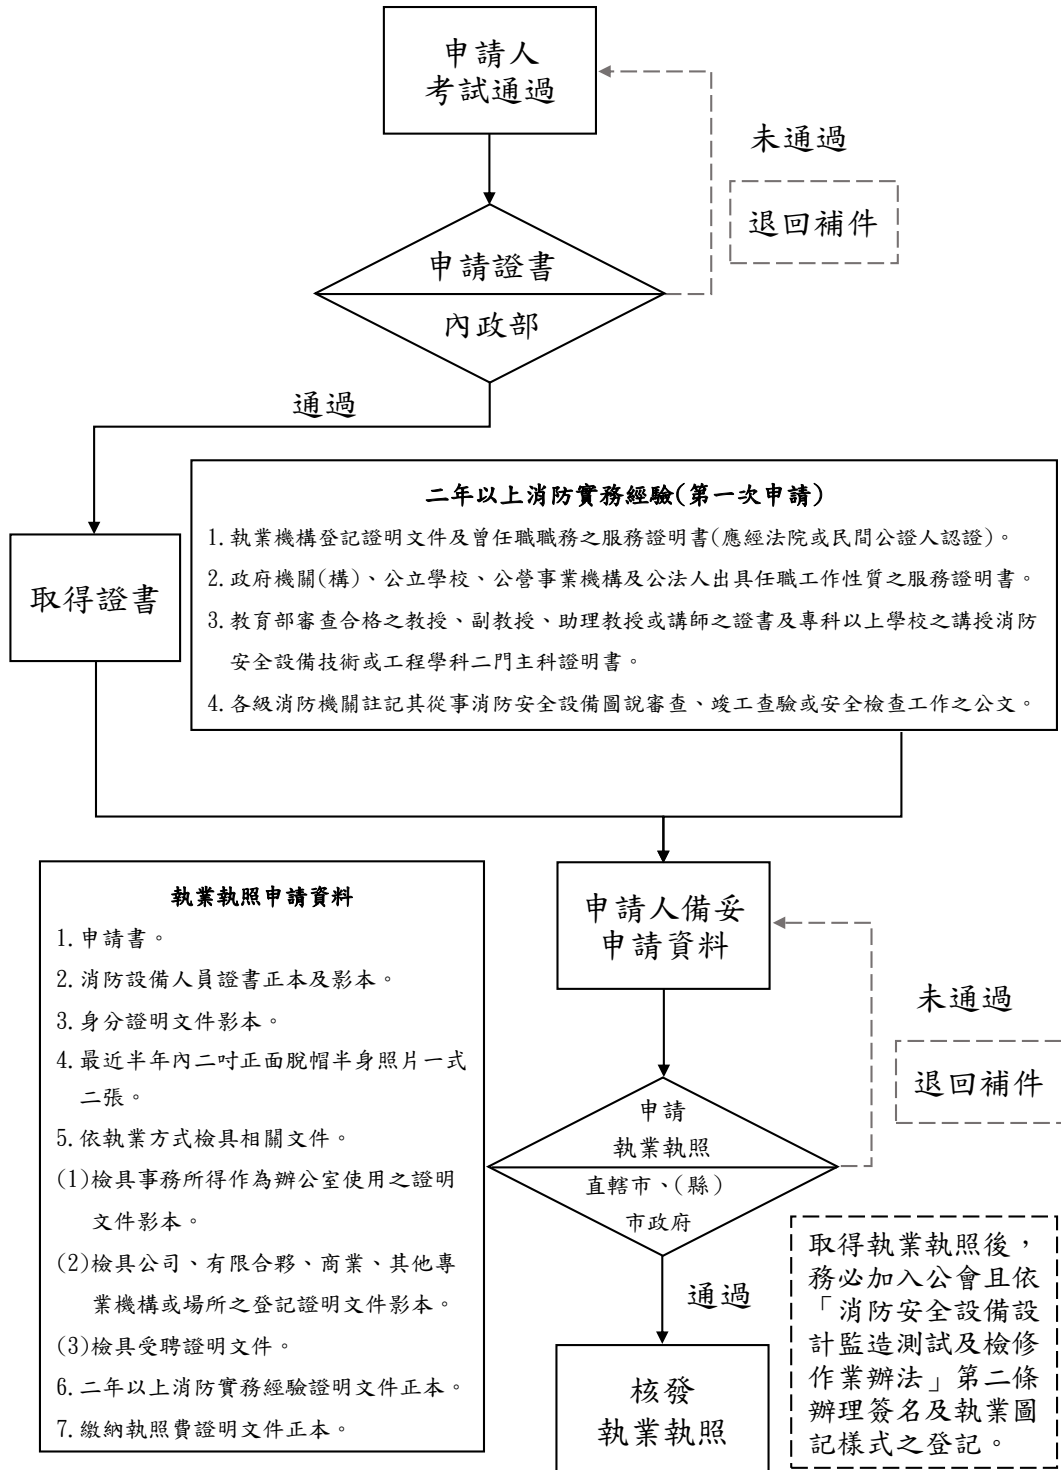 申請人
考試通過
未通過
退回補件
申請證書
內政部
通過
二年以上消防實務經驗(第一次申請)
1.執業機構登記證明文件及曾任職職務之服務證明書(應經法院或民間公證人認證)。
2.政府機關(構)、公立學校、公營事業機構及公法人出具任職工作性質之服務證明書。
3.教育部審查合格之教授、副教授、助理教授或講師之證書及專科以上學校之講授消防
安全設備技術或工程學科二門主科證明書。
4.各級消防機關註記其從事消防安全設備圖說審查、竣工查驗或安全檢查工作之公文。
取得證書
執業執照申請資料
1.申請書。
2.消防設備人員證書正本及影本。
3.身分證明文件影本。
4.最近半年內二吋正面脫帽半身照片一式
二張。
5.依執業方式檢具相關文件。
(1)檢具事務所得作為辦公室使用之證明
文件影本。
(2)檢具公司、有限合夥、商業、其他專
業機構或場所之登記證明文件影本。
(3)檢具受聘證明文件。
6.二年以上消防實務經驗證明文件正本。
7.繳納執照費證明文件正本。
申請人備妥
申請資料
未通過
退回補件
申請
執業執照
直轄市、(縣)
市政府
通過
核發
執業執照
取得執業執照後，
務必加入公會且依
「消防安全設備設
計監造測試及檢修
作業辦法」第二條
辦理簽名及執業圖
記樣式之登記。